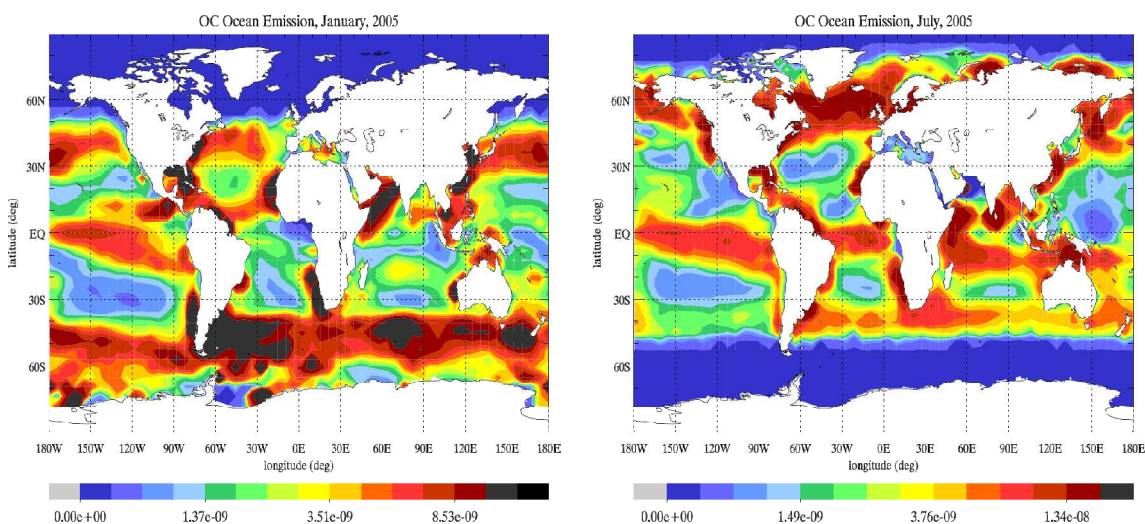 OC Ocean Emission, January, 2005
latitude (deg)
60N
30N
EQ
30S
60S
180W 150W 120W 90W 60W 30W 0E 30E 60E 90E 120E 150E 180E
longitude (deg)
0.00e+00 1.37e-09 3.51e-09 8.53e-09
OC Ocean Emission, July, 2005
latitude (deg)
60N
30N
EQ
30S
60S
180W 150W 120W 90W 60W 30W 0E 30E 60E 90E 120E 150E 180E
longitude (deg)
0.00e+00 1.49e-09 3.76e-09 1.34e-08